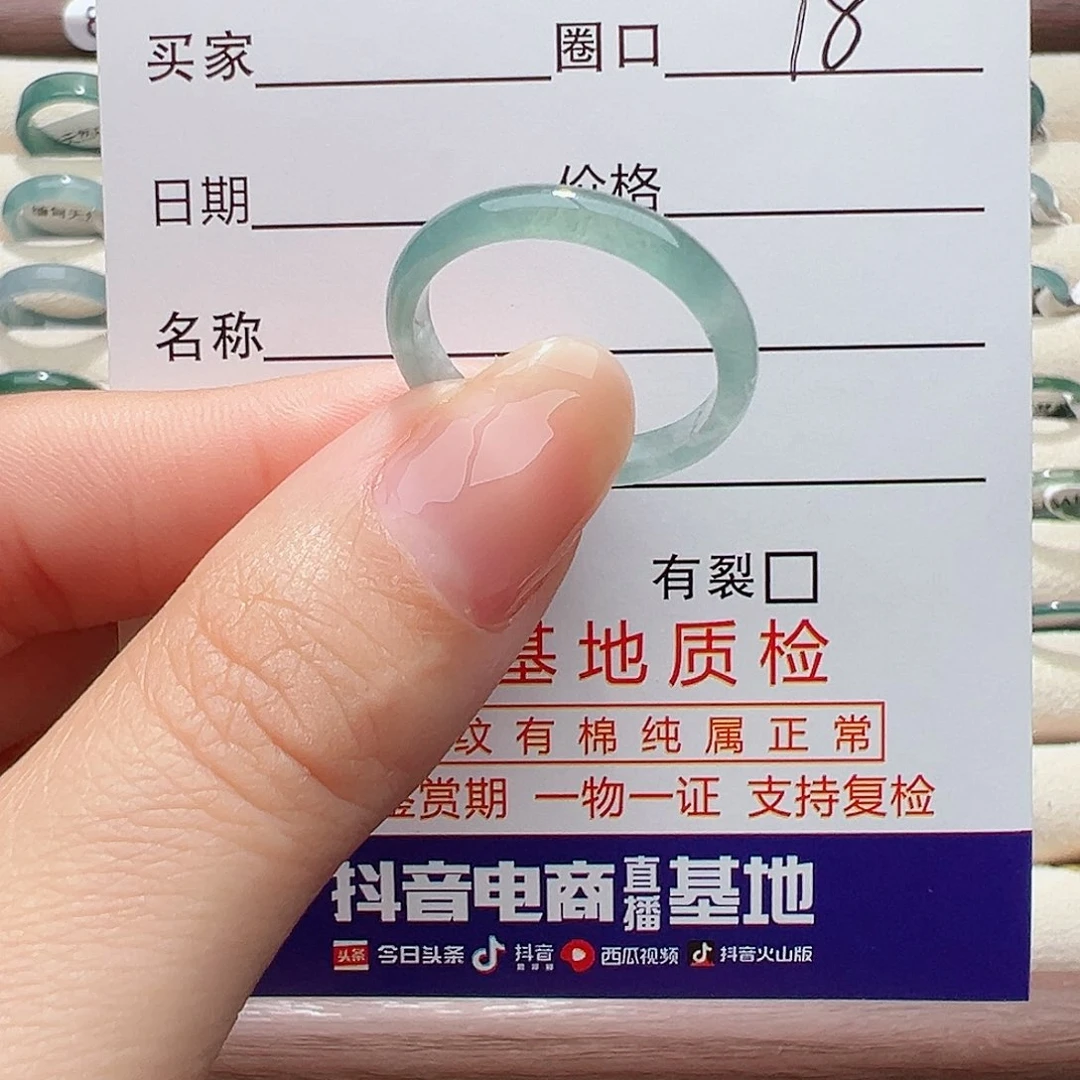 买家 圈口 18
日期 价格
名称
有裂
基地质检
纹有棉纯属正常
鉴赏期 一物一证 支持复检
抖音电商直播基地
头条 今日头条 抖音 西瓜视频 抖音火山版